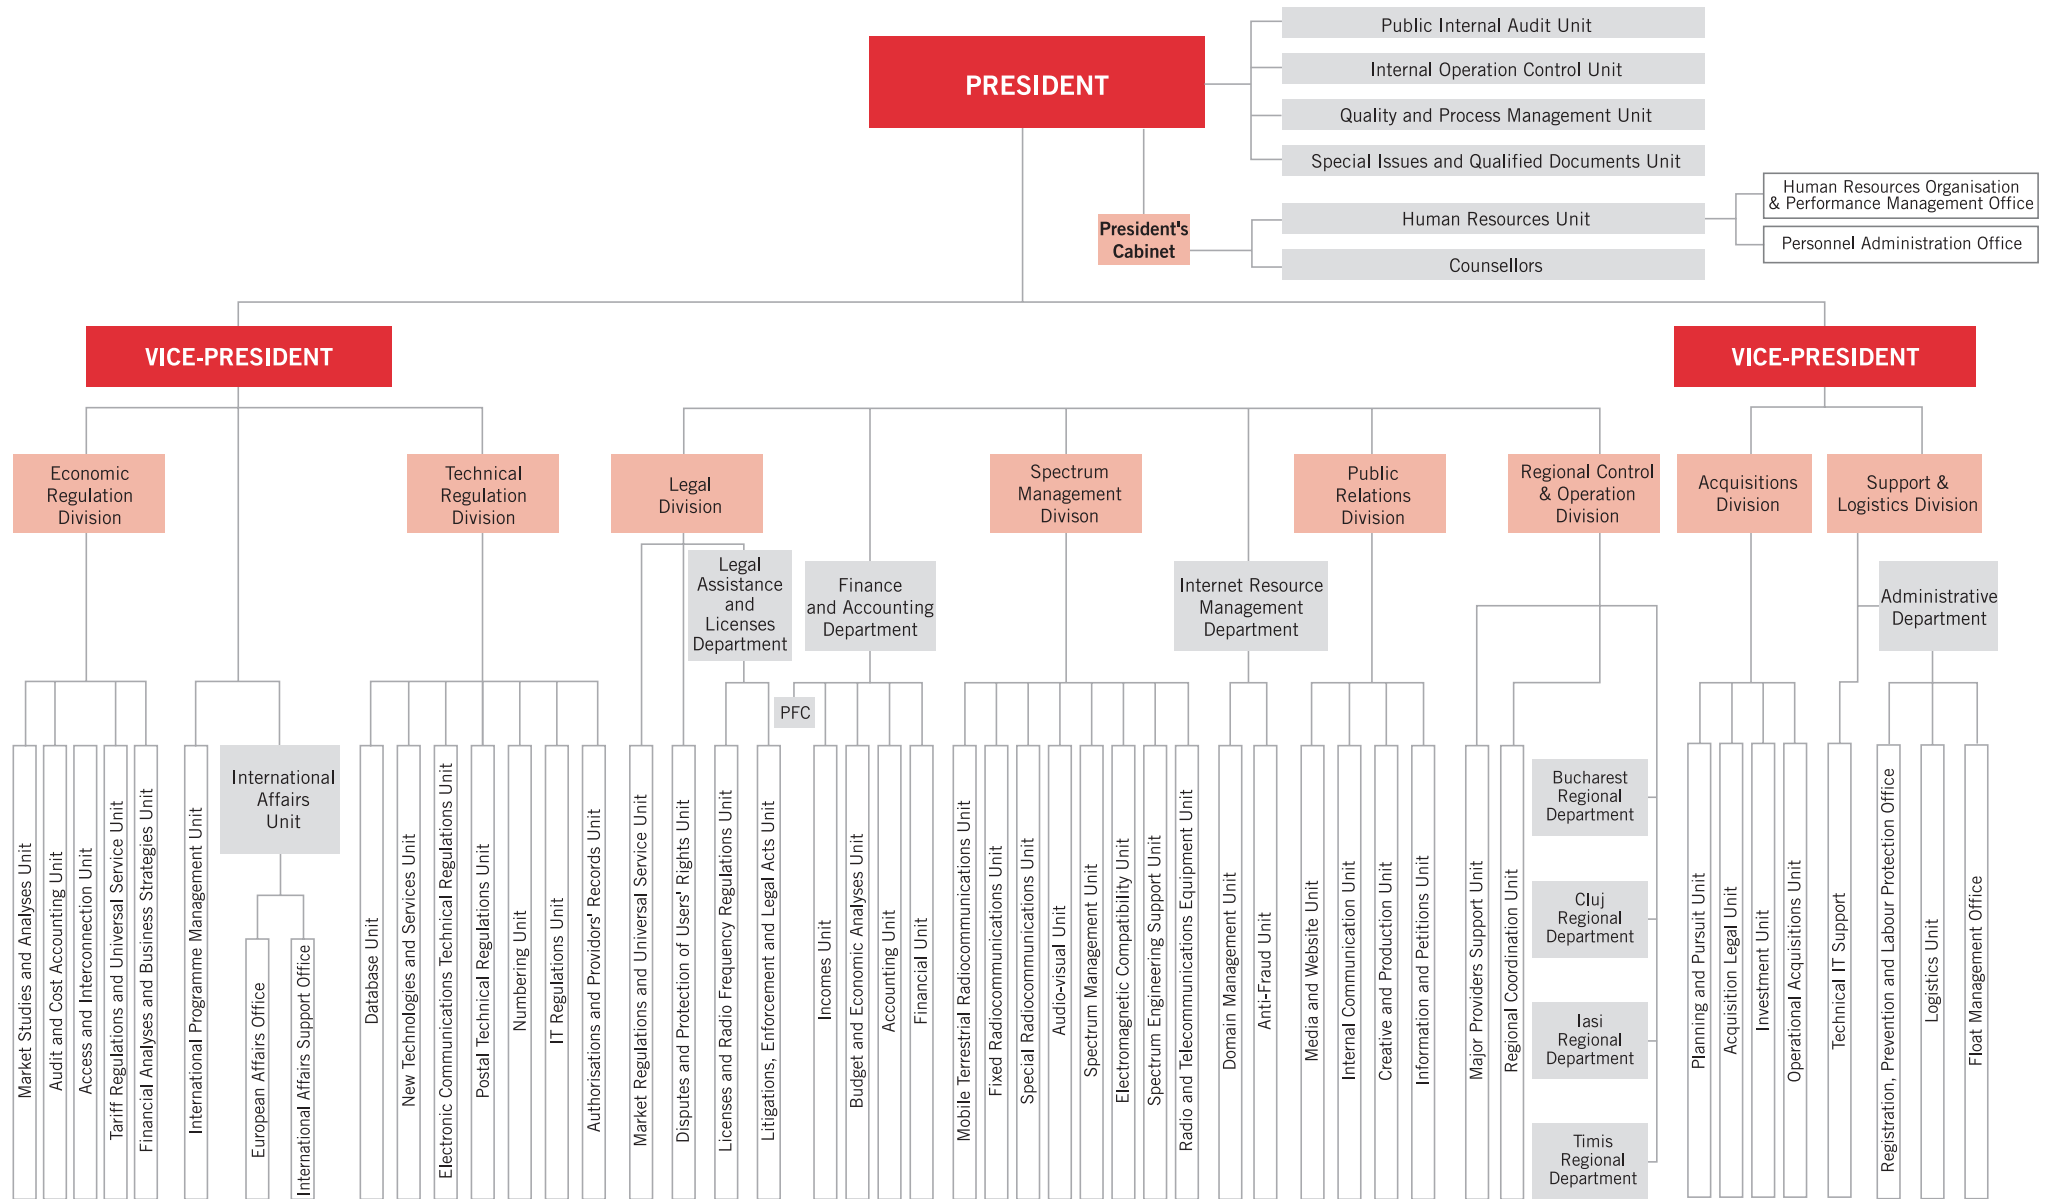 PRESIDENT
Public Internal Audit Unit
Internal Operation Control Unit
Quality and Process Management Unit
Special Issues and Qualified Documents Unit
President's
Cabinet
Human Resources Unit
Counsellors
Human Resources Organisation
& Performance Management Office
Personnel Administration Office
VICE-PRESIDENT
VICE-PRESIDENT
Economic
Regulation
Division
Technical
Regulation
Division
Legal
Division
Spectrum
Management
Divison
Public
Relations
Division
Regional Control
& Operation
Division
Acquisitions
Division
Support &
Logistics Division
Legal
Assistance
and
Licenses
Department
Finance
and Accounting
Department
Internet Resource
Management
Department
Administrative
Department
PFC
Market Studies and Analyses Unit
Audit and Cost Accounting Unit
Access and Interconnection Unit
Tariff Regulations and Universal Service Unit
Financial Analyses and Business Strategies Unit
International Programme Management Unit
International
Affairs
Unit
European Affairs Office
International Affairs Support Office
Database Unit
New Technologies and Services Unit
Electronic Communications Technical Regulations Unit
Postal Technical Regulations Unit
Numbering Unit
IT Regulations Unit
Authorisations and Providors' Records Unit
Market Regulations and Universal Service Unit
Disputes and Protection of Users' Rights Unit
Licenses and Radio Frequency Regulations Unit
Litigations, Enforcement and Legal Acts Unit
Incomes Unit
Budget and Economic Analyses Unit
Accounting Unit
Financial Unit
Mobile Terrestrial Radiocommunications Unit
Fixed Radiocommunications Unit
Special Radiocommunications Unit
Audio-visual Unit
Spectrum Management Unit
Electromagnetic Compatibility Unit
Spectrum Engineering Support Unit
Radio and Telecommunications Equipment Unit
Domain Management Unit
Anti-Fraud Unit
Media and Website Unit
Internal Communication Unit
Creative and Production Unit
Information and Petitions Unit
Major Providers Support Unit
Regional Coordination Unit
Bucharest
Regional
Department
Cluj
Regional
Department
Iasi
Regional
Department
Timis
Regional
Department
Planning and Pursuit Unit
Acquisition Legal Unit
Investment Unit
Operational Acquisitions Unit
Technical IT Support
Registration, Prevention and Labour Protection Office
Logistics Unit
Float Management Office